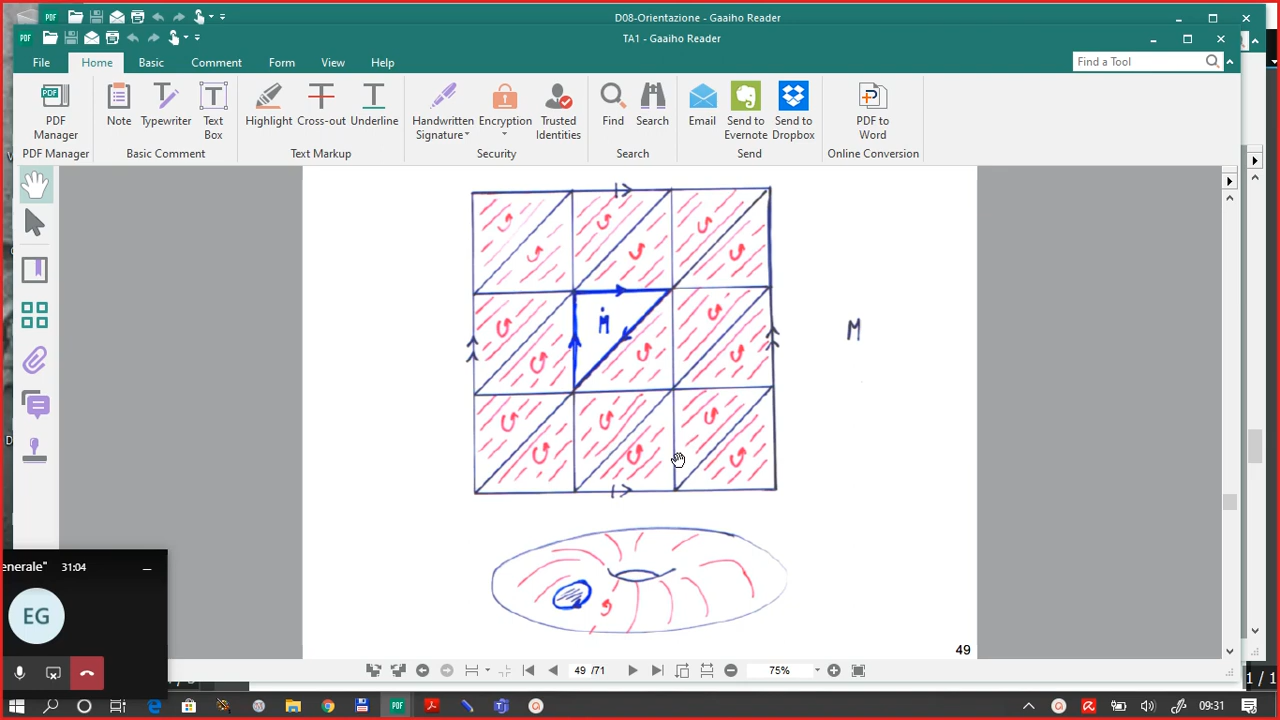 D08-Orientazione - Gaaiho Reader
TA1 - Gaaiho Reader
File Home Basic Comment Form View Help
Find a Tool
PDF Manager
Note
Typewriter
Text Box
Highlight
Cross-out
Underline
Handwritten Signature
Encryption
Trusted Identities
Find
Search
Email
Send to Evernote
Send to Dropbox
PDF to Word
PDF Manager
Basic Comment
Text Markup
Security
Search
Send
Online Conversion
Ṁ
M
49
enerale" 31:04
EG
49 /71
75%
1 / 1
09:31